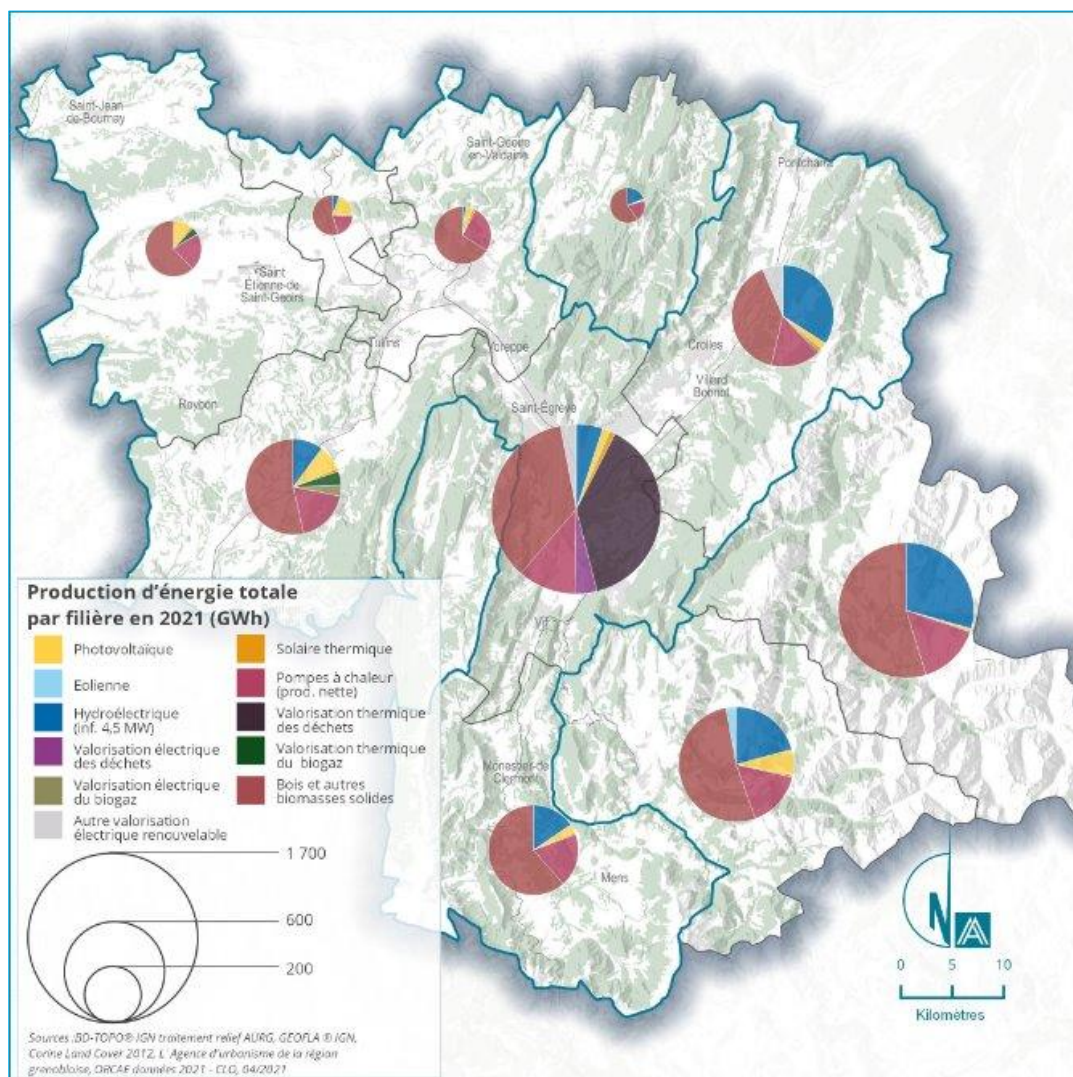 Saint-Jean
de-Bournay
Saint-Geoire
en-Valdaine
Pontcharra
Saint
Étienne-de
Saint-Geoirs
Tullins
Voreppe
Crolles
Villard
Bonnot
Roybon
Saint-Égrève
Vif
Monestier-de
Clermont
Mens
Production d'énergie totale
par filière en 2021 (GWh)
Photovoltaïque
Solaire thermique
Eolienne
Pompes à chaleur
(prod. nette)
Hydroélectrique
(inf. 4,5 MW)
Valorisation thermique
des déchets
Valorisation électrique
des déchets
Valorisation thermique
du biogaz
Valorisation électrique
du biogaz
Bois et autres
biomasses solides
Autre valorisation
électrique renouvelable
1 700
600
200
N
0 5 10
Kilomètres
Sources :BD-TOPO® IGN traitement relief AURG, GEOFLA ® IGN,
Corine Land Cover 2012, L' Agence d'urbanisme de la région
grenobloise, ORCAE données 2021 - CLO, 04/2021